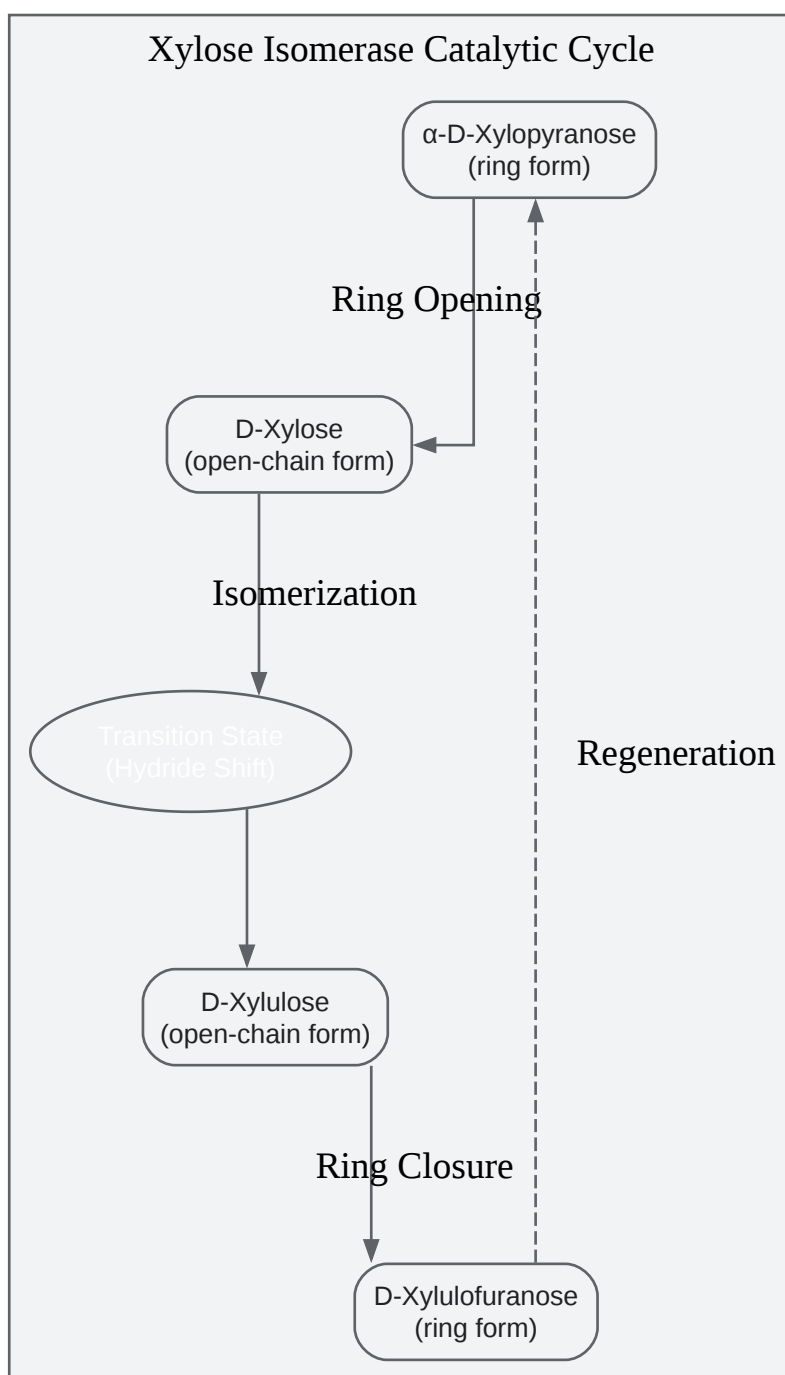 Xylose Isomerase Catalytic Cycle
α-D-Xylopyranose
(ring form)
Ring Opening
D-Xylose
(open-chain form)
Isomerization
Transition State
(Hydride Shift)
Regeneration
D-Xylulose
(open-chain form)
Ring Closure
D-Xylulofuranose
(ring form)